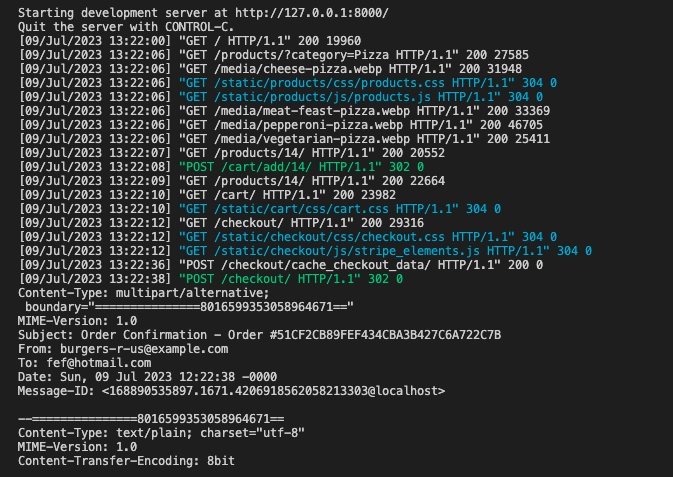 Starting development server at http://127.0.0.1:8000/
Quit the server with CONTROL-C.
[09/Jul/2023 13:22:00] "GET / HTTP/1.1" 200 19960
[09/Jul/2023 13:22:06] "GET /products/?category=Pizza HTTP/1.1" 200 27585
[09/Jul/2023 13:22:06] "GET /media/cheese-pizza.webp HTTP/1.1" 200 31948
[09/Jul/2023 13:22:06] "GET /static/products/css/products.css HTTP/1.1" 304 0
[09/Jul/2023 13:22:06] "GET /static/products/js/products.js HTTP/1.1" 304 0
[09/Jul/2023 13:22:06] "GET /media/meat-feast-pizza.webp HTTP/1.1" 200 33369
[09/Jul/2023 13:22:06] "GET /media/pepperoni-pizza.webp HTTP/1.1" 200 46705
[09/Jul/2023 13:22:06] "GET /media/vegetarian-pizza.webp HTTP/1.1" 200 25411
[09/Jul/2023 13:22:07] "GET /products/14/ HTTP/1.1" 200 20552
[09/Jul/2023 13:22:08] "POST /cart/add/14/ HTTP/1.1" 302 0
[09/Jul/2023 13:22:09] "GET /products/14/ HTTP/1.1" 200 22664
[09/Jul/2023 13:22:10] "GET /cart/ HTTP/1.1" 200 23982
[09/Jul/2023 13:22:10] "GET /static/cart/css/cart.css HTTP/1.1" 304 0
[09/Jul/2023 13:22:12] "GET /checkout/ HTTP/1.1" 200 29316
[09/Jul/2023 13:22:12] "GET /static/checkout/css/checkout.css HTTP/1.1" 304 0
[09/Jul/2023 13:22:12] "GET /static/checkout/js/stripe_elements.js HTTP/1.1" 304 0
[09/Jul/2023 13:22:36] "POST /checkout/cache_checkout_data/ HTTP/1.1" 200 0
[09/Jul/2023 13:22:38] "POST /checkout/ HTTP/1.1" 302 0
Content-Type: multipart/alternative;
 boundary="===============8016599353058964671=="
MIME-Version: 1.0
Subject: Order Confirmation - Order #51CF2CB89FEF434CBA3B427C6A722C7B
From: burgers-r-us@example.com
To: fef@hotmail.com
Date: Sun, 09 Jul 2023 12:22:38 -0000
Message-ID: <168890535897.1671.4206918562058213303@localhost>

--===============8016599353058964671==
Content-Type: text/plain; charset="utf-8"
MIME-Version: 1.0
Content-Transfer-Encoding: 8bit